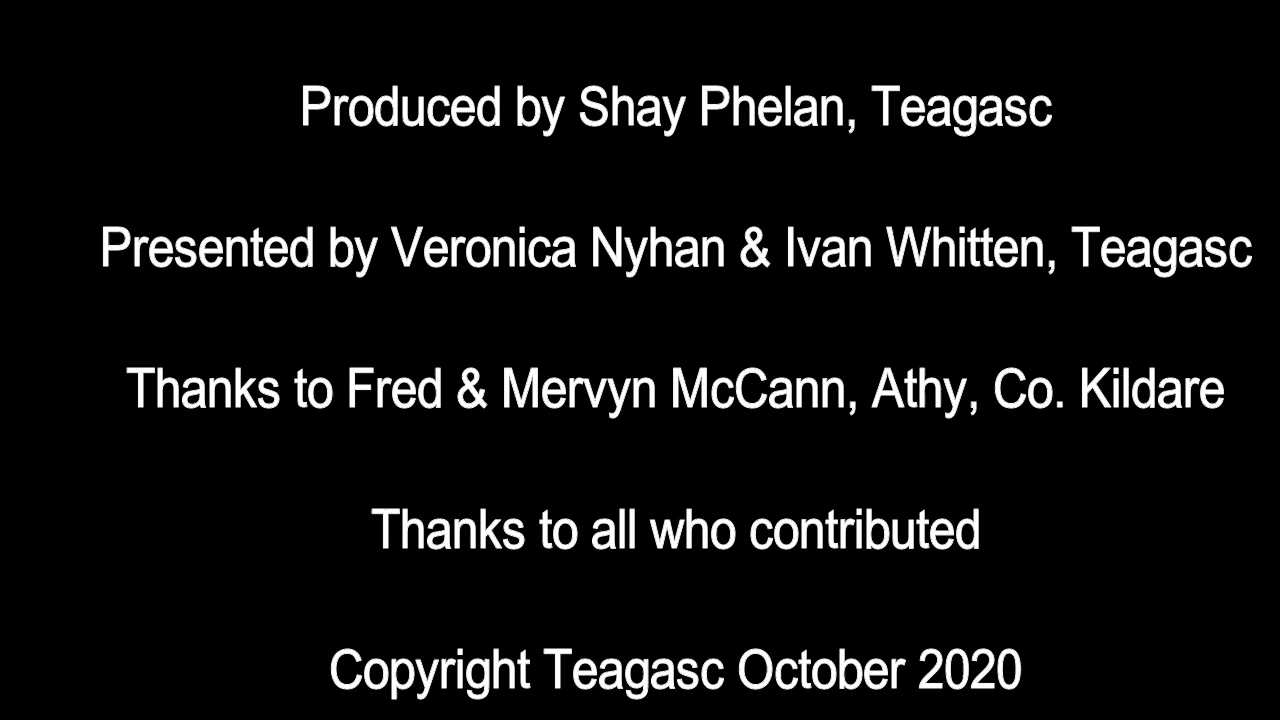 Produced by Shay Phelan, Teagasc
Presented by Veronica Nyhan & Ivan Whitten, Teagasc
Thanks to Fred & Mervyn McCann, Athy, Co. Kildare
Thanks to all who contributed
Copyright Teagasc October 2020